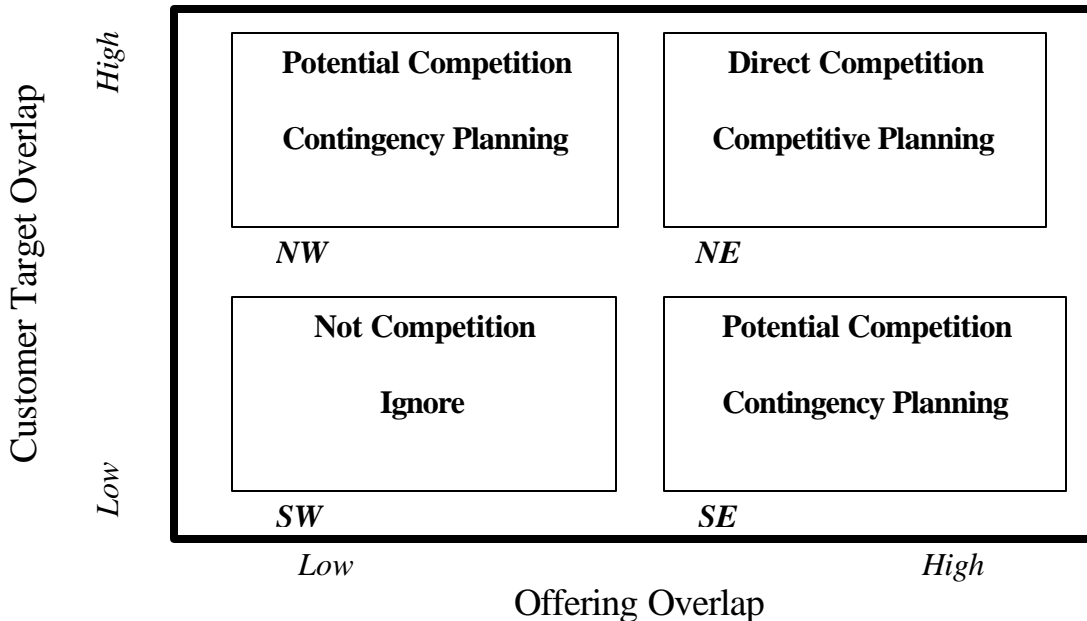 Customer Target Overlap
High
Low
Potential Competition
Contingency Planning
NW
Direct Competition
Competitive Planning
NE
Not Competition
Ignore
SW
Potential Competition
Contingency Planning
SE
Low
High
Offering Overlap